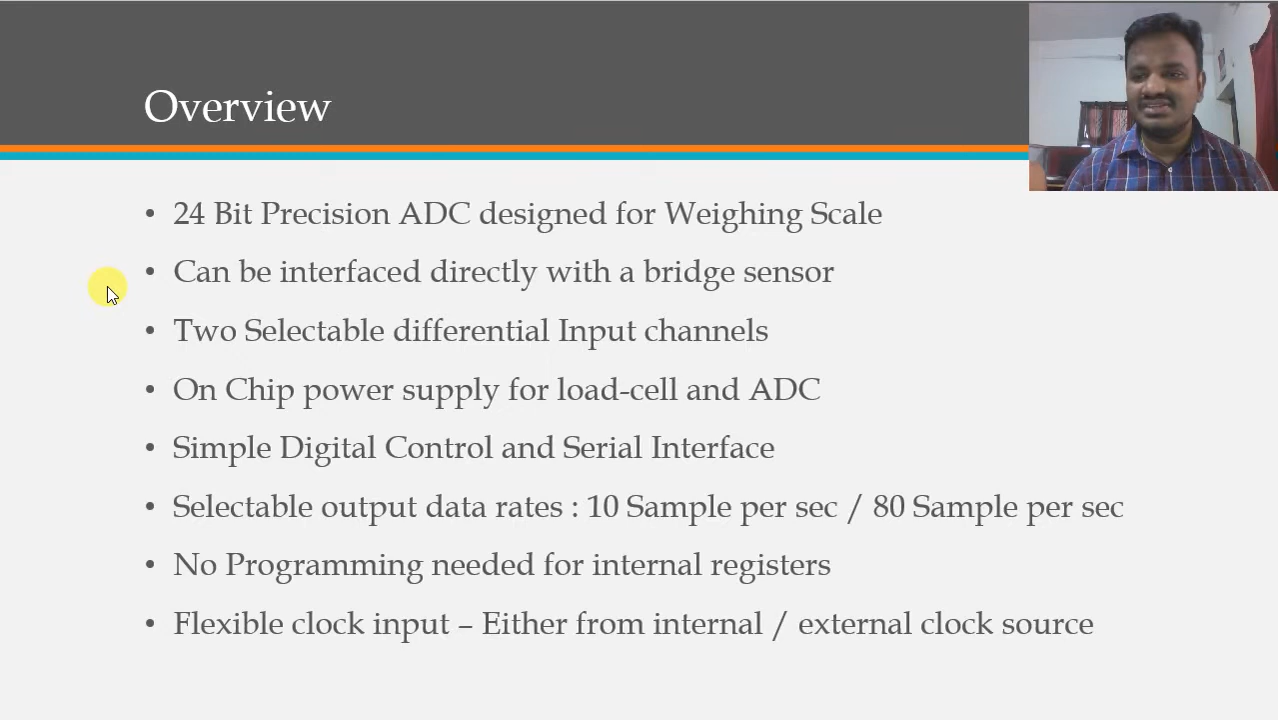 Overview
• 24 Bit Precision ADC designed for Weighing Scale
• Can be interfaced directly with a bridge sensor
• Two Selectable differential Input channels
• On Chip power supply for load-cell and ADC
• Simple Digital Control and Serial Interface
• Selectable output data rates : 10 Sample per sec / 80 Sample per sec
• No Programming needed for internal registers
• Flexible clock input – Either from internal / external clock source